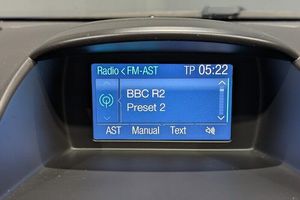 Radio < FM-AST TP 05:22
BBC R2
Preset 2
AST Manual Text